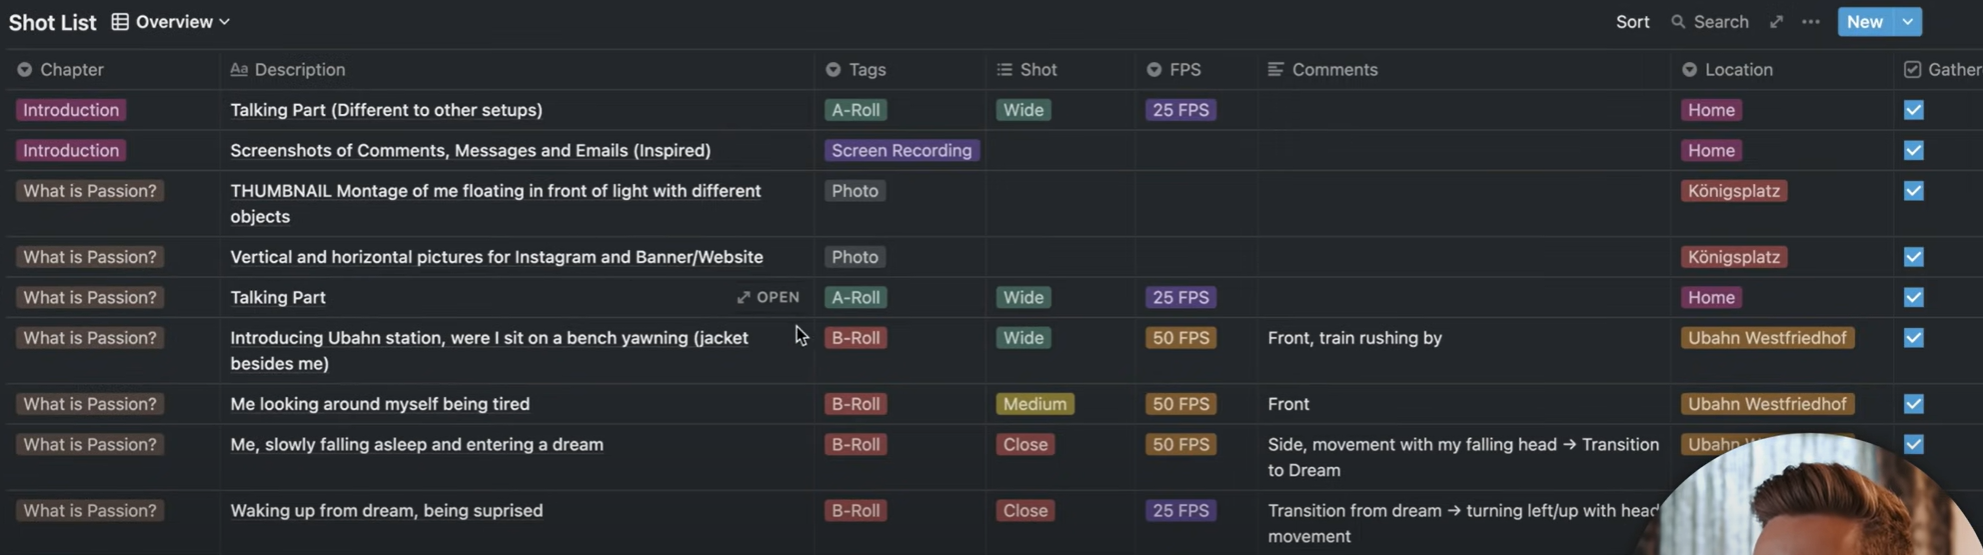 Shot List Overview Sort Search New
Chapter Aa Description Tags Shot FPS Comments Location Gather
Introduction Talking Part (Different to other setups) A-Roll Wide 25 FPS Home
Introduction Screenshots of Comments, Messages and Emails (Inspired) Screen Recording Home
What is Passion? THUMBNAIL Montage of me floating in front of light with different Photo Königsplatz
objects
What is Passion? Vertical and horizontal pictures for Instagram and Banner/Website Photo Königsplatz
What is Passion? Talking Part OPEN A-Roll Wide 25 FPS Home
What is Passion? Introducing Ubahn station, were I sit on a bench yawning (jacket B-Roll Wide 50 FPS Front, train rushing by Ubahn Westfriedhof
besides me)
What is Passion? Me looking around myself being tired B-Roll Medium 50 FPS Front Ubahn Westfriedhof
What is Passion? Me, slowly falling asleep and entering a dream B-Roll Close 50 FPS Side, movement with my falling head → Transition Ubahn
to Dream
What is Passion? Waking up from dream, being suprised B-Roll Close 25 FPS Transition from dream → turning left/up with head
movement